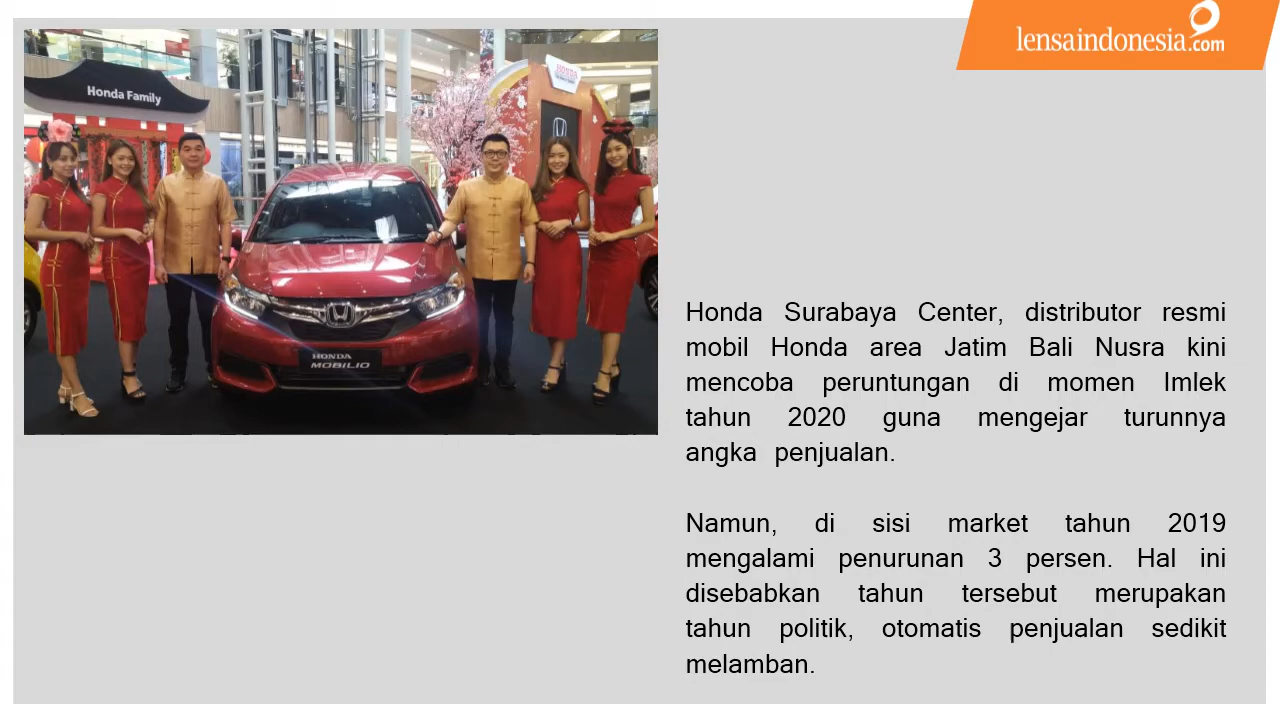 lensaindonesia.com
Honda Family
HONDA
HONDA
MOBILIO
Honda Surabaya Center, distributor resmi
mobil Honda area Jatim Bali Nusra kini
mencoba peruntungan di momen Imlek
tahun 2020 guna mengejar turunnya
angka penjualan.
Namun, di sisi market tahun 2019
mengalami penurunan 3 persen. Hal ini
disebabkan tahun tersebut merupakan
tahun politik, otomatis penjualan sedikit
melamban.